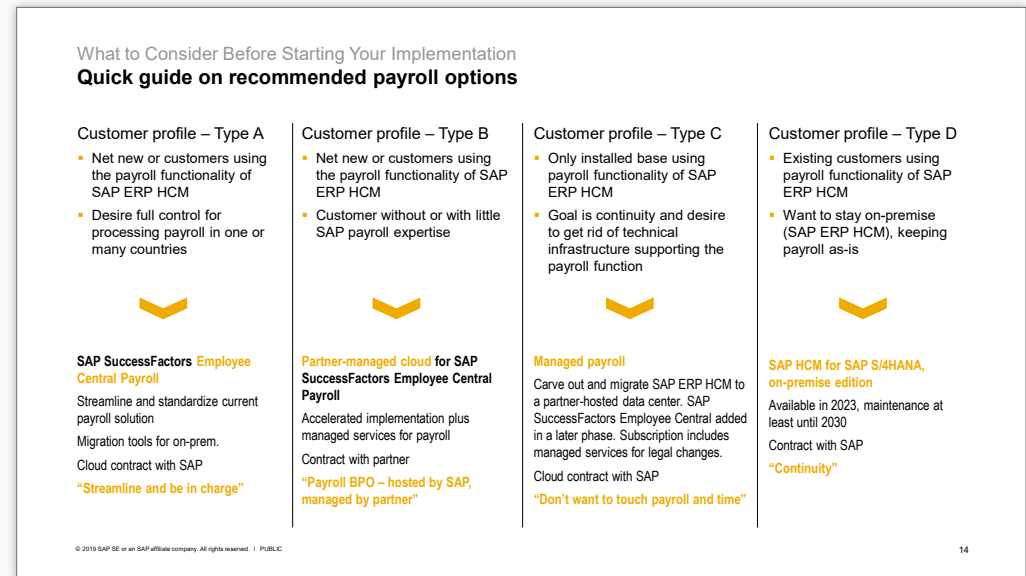 What to Consider Before Starting Your Implementation
Quick guide on recommended payroll options
Customer profile – Type A
▪ Net new or customers using
the payroll functionality of
SAP ERP HCM
▪ Desire full control for
processing payroll in one or
many countries
SAP SuccessFactors Employee
Central Payroll
Streamline and standardize current
payroll solution
Migration tools for on-prem.
Cloud contract with SAP
“Streamline and be in charge”
Customer profile – Type B
▪ Net new or customers using
the payroll functionality of SAP
ERP HCM
▪ Customer without or with little
SAP payroll expertise
Partner-managed cloud for SAP
SuccessFactors Employee Central
Payroll
Accelerated implementation plus
managed services for payroll
Contract with partner
“Payroll BPO – hosted by SAP,
managed by partner”
Customer profile – Type C
▪ Only installed base using
payroll functionality of SAP
ERP HCM
▪ Goal is continuity and desire
to get rid of technical
infrastructure supporting the
payroll function
Managed payroll
Carve out and migrate SAP ERP HCM to
a partner-hosted data center. SAP
SuccessFactors Employee Central added
in a later phase. Subscription includes
managed services for legal changes.
Cloud contract with SAP
“Don’t want to touch payroll and time”
Customer profile – Type D
▪ Existing customers using
payroll functionality of SAP
ERP HCM
▪ Want to stay on-premise
(SAP ERP HCM), keeping
payroll as-is
SAP HCM for SAP S/4HANA,
on-premise edition
Available in 2023, maintenance at
least until 2030
Contract with SAP
“Continuity”
© 2019 SAP SE or an SAP affiliate company. All rights reserved. ǀ PUBLIC
14